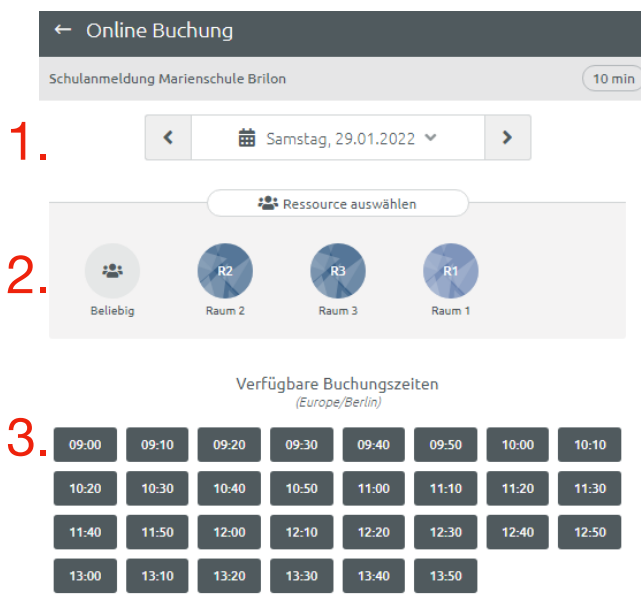 ← Online Buchung
Schulanmeldung Marienschule Brilon 10 min
1. Samstag, 29.01.2022
Ressource auswählen
2. R2 R3 R1
Beliebig Raum 2 Raum 3 Raum 1
Verfügbare Buchungszeiten
(Europe/Berlin)
3. 09:00 09:10 09:20 09:30 09:40 09:50 10:00 10:10
10:20 10:30 10:40 10:50 11:00 11:10 11:20 11:30
11:40 11:50 12:00 12:10 12:20 12:30 12:40 12:50
13:00 13:10 13:20 13:30 13:40 13:50